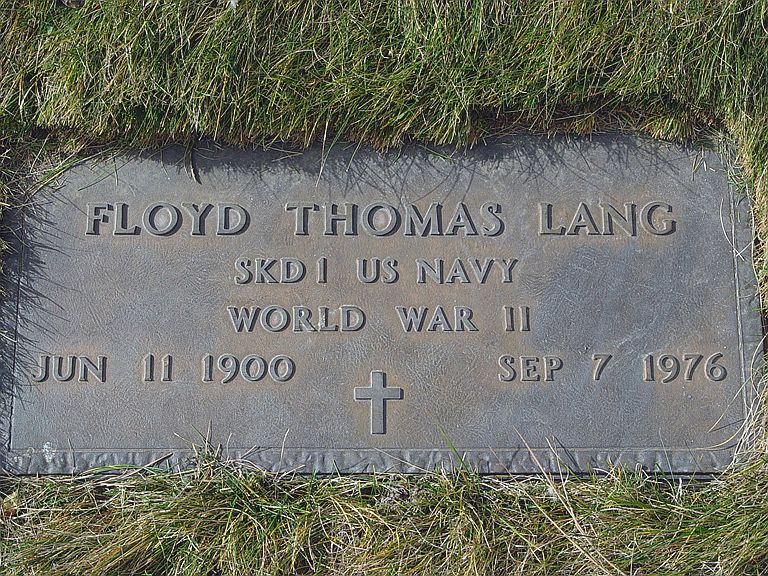 FLOYD THOMAS LANG
SKD1 US NAVY
WORLD WAR II
JUN 11 1900 SEP 7 1976